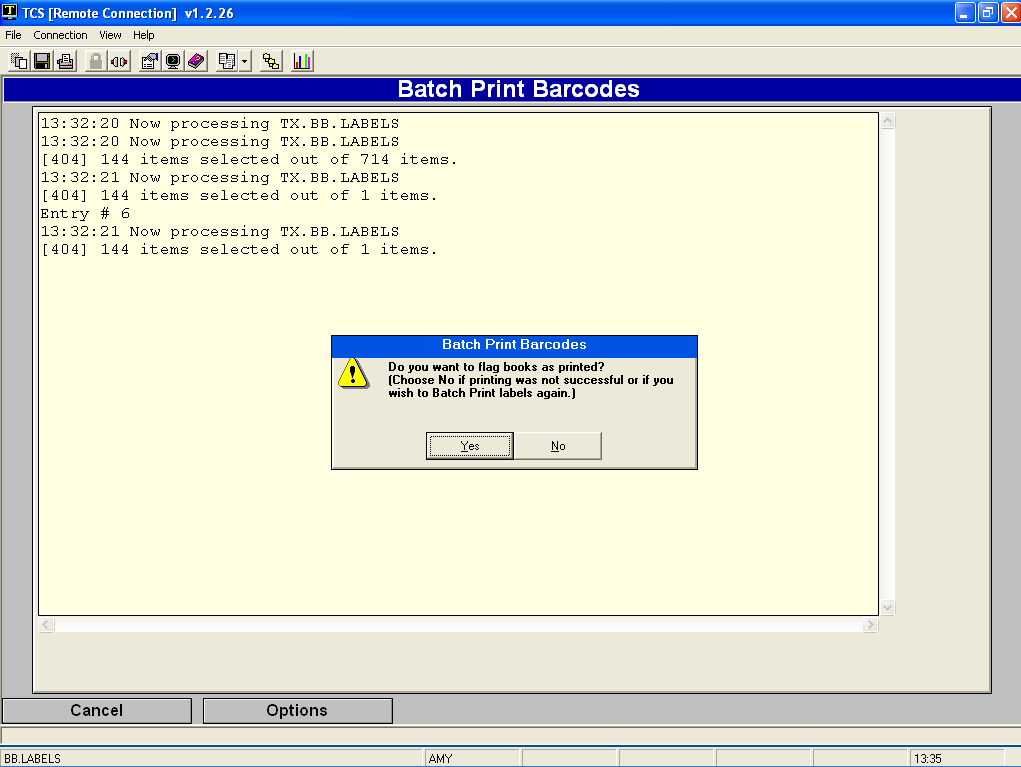 TCS [Remote Connection]  v1.2.26
File Connection View Help
Batch Print Barcodes
13:32:20 Now processing TX.BB.LABELS
13:32:20 Now processing TX.BB.LABELS
[404] 144 items selected out of 714 items.
13:32:21 Now processing TX.BB.LABELS
[404] 144 items selected out of 1 items.
Entry # 6
13:32:21 Now processing TX.BB.LABELS
[404] 144 items selected out of 1 items.
Batch Print Barcodes
Do you want to flag books as printed?
(Choose No if printing was not successful or if you
wish to Batch Print labels again.)
Yes No
Cancel Options
BB.LABELS AMY 13:35